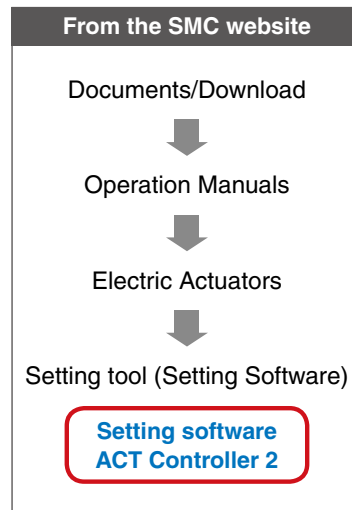 From the SMC website
Documents/Download
Operation Manuals
Electric Actuators
Setting tool (Setting Software)
Setting software
ACT Controller 2